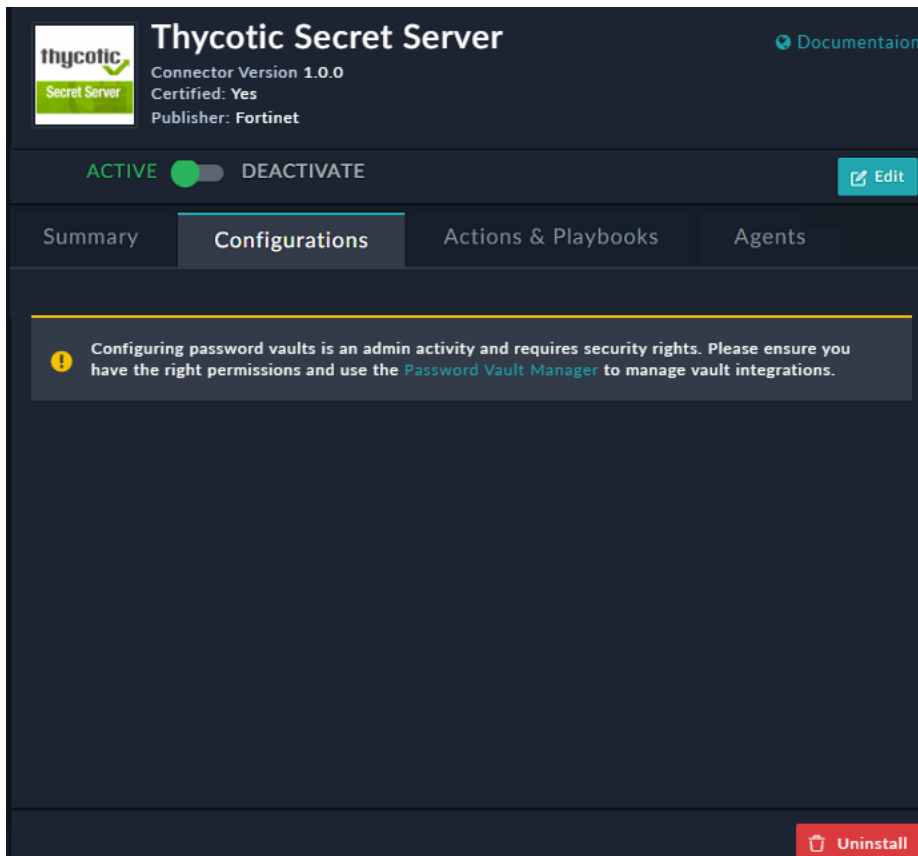 thycotic
Secret Server
Thycotic Secret Server
Connector Version 1.0.0
Certified: Yes
Publisher: Fortinet
Documentaion
ACTIVE DEACTIVATE
Edit
Summary Configurations Actions & Playbooks Agents
Configuring password vaults is an admin activity and requires security rights. Please ensure you
have the right permissions and use the Password Vault Manager to manage vault integrations.
Uninstall